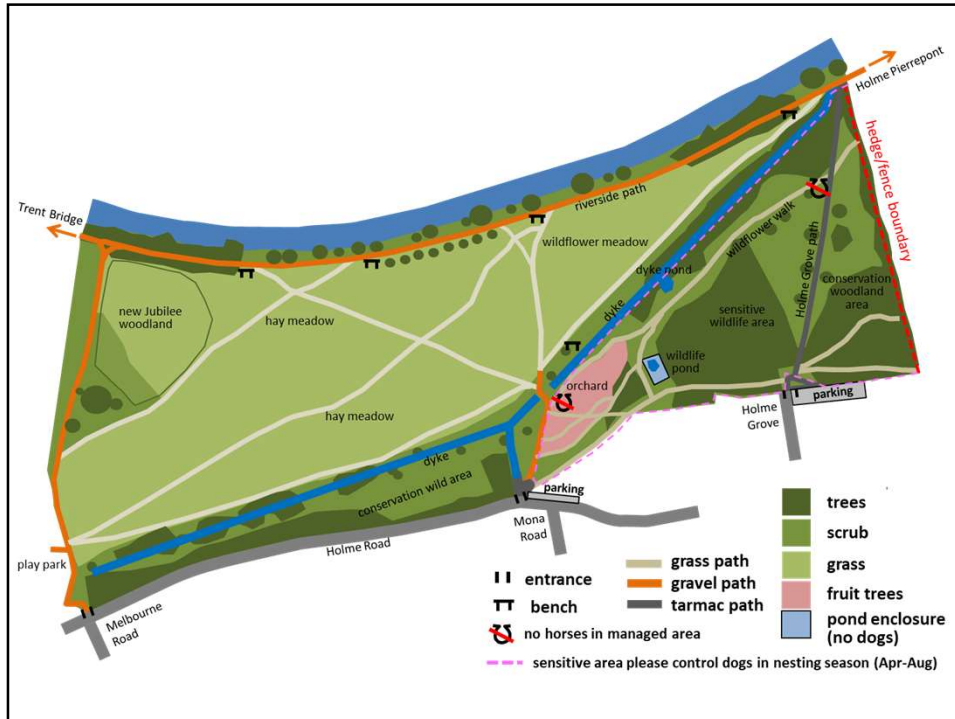 Holme Pierrepont
hedge/fence boundary
Trent Bridge
riverside path
wildflower meadow
wildflower walk
Holme Grove path
dyke pond
new Jubilee
woodland
hay meadow
dyke
sensitive
wildlife area
conservation
woodland
area
wildlife
pond
orchard
hay meadow
parking
Holme
Grove
dyke
conservation wild area
parking
Mona
Road
Holme Road
play park
Melbourne
Road
entrance
bench
no horses in managed area
grass path
gravel path
tarmac path
trees
scrub
grass
fruit trees
pond enclosure
(no dogs)
sensitive area please control dogs in nesting season (Apr-Aug)